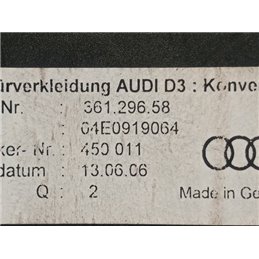 ürverkleidung AUDI D3 : Konve
Nr. : 361.296.58
04E0919064
ker- Nr : 450 011
datum : 13.06.06
Q : 2 Made in Ge